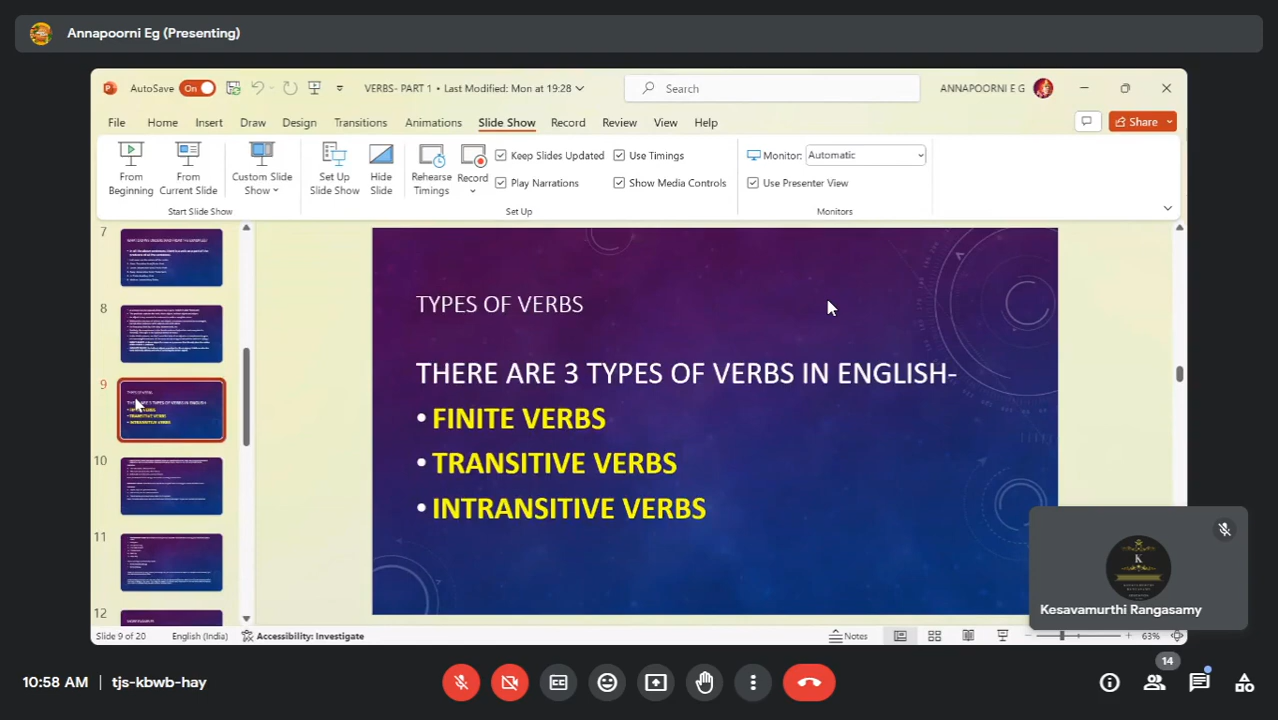 Annapoorni Eg (Presenting)
AutoSave On VERBS- PART 1 • Last Modified: Mon at 19:28 Search ANNAPOORNI E G
File Home Insert Draw Design Transitions Animations Slide Show Record Review View Help Share
From Beginning
From Current Slide
Custom Slide Show
Set Up Slide Show
Hide Slide
Rehearse Timings
Record
Keep Slides Updated
Play Narrations
Use Timings
Show Media Controls
Monitor: Automatic
Use Presenter View
Start Slide Show Set Up Monitors
7
8
9
10
11
12
TYPES OF VERBS
THERE ARE 3 TYPES OF VERBS IN ENGLISH-
• FINITE VERBS
• TRANSITIVE VERBS
• INTRANSITIVE VERBS
K
Kesavamurthi Rangasamy
Slide 9 of 20 English (India) Accessibility: Investigate Notes 63%
10:58 AM | tjs-kbwb-hay
14